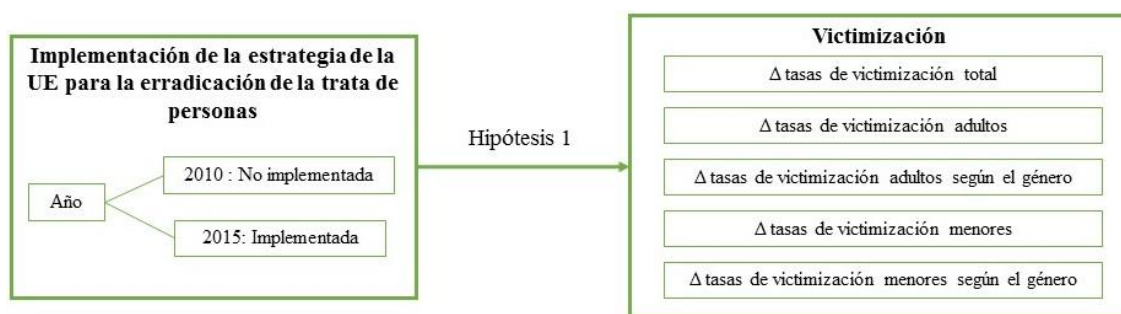 Implementación de la estrategia de la
UE para la erradicación de la trata de
personas
Año
2010 : No implementada
2015: Implementada
Hipótesis 1
Victimización
Δ tasas de victimización total
Δ tasas de victimización adultos
Δ tasas de victimización adultos según el género
Δ tasas de victimización menores
Δ tasas de victimización menores según el género